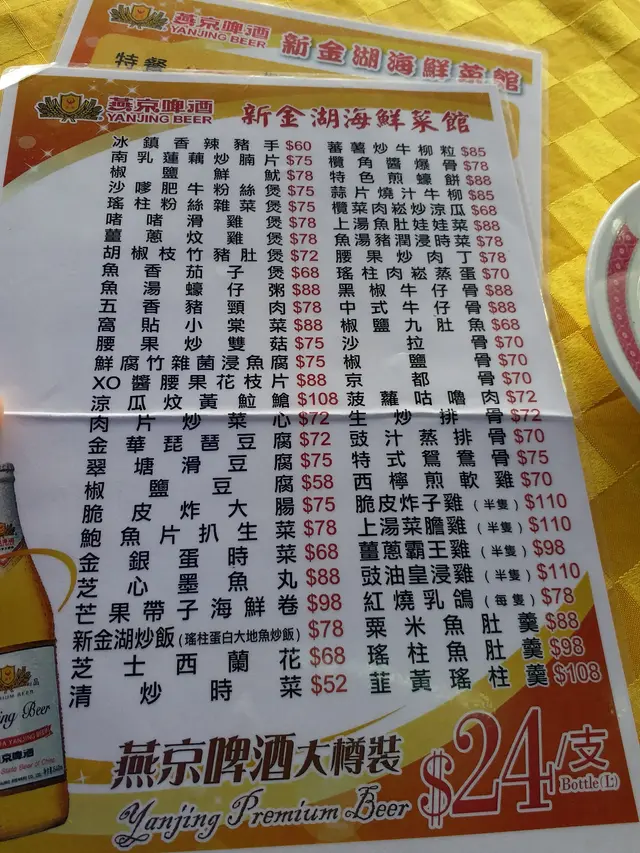 燕京啤酒
YANJING BEER
新金湖海鮮菜館
特餐
燕京啤酒
YANJING BEER
新金湖海鮮菜館
冰鎮香辣豬手 $60
南乳蓮藕炒腩片 $75
椒鹽鮮魷 $78
沙嗲肥牛粉絲煲 $75
瑤柱粉絲雜菜煲 $75
啫啫滑雞煲 $78
薑蔥炆雞煲 $78
胡椒枝竹豬肚煲 $72
魚香茄子煲 $68
魚湯蠔仔粥 $88
五香豬頸肉 $78
窩貼小棠菜 $88
腰果炒雙菇 $75
鮮腐竹雜菌浸魚腐 $75
XO醬腰果花枝片 $88
涼瓜炆黃𩶘鱠 $108
肉片炒菜心 $72
金華琵琶豆腐 $72
翠塘滑豆腐 $75
椒鹽豆腐 $58
脆皮炸大腸 $75
鮑魚片扒生菜 $78
金銀蛋時菜 $68
芝心墨魚丸 $88
芒果帶子海鮮卷 $98
新金湖炒飯(瑤柱蛋白大地魚炒飯) $78
芝士西蘭花 $68
清炒時菜 $52
蕃薯炒牛柳粒 $85
欖角醬爆骨 $78
特色煎蠔餅 $88
蒜片燒汁牛柳 $85
欖菜肉崧炒涼瓜 $68
上湯魚肚娃娃菜 $88
魚湯豬潤浸時菜 $78
腰果炒肉丁 $78
瑤柱肉崧蒸蛋 $70
黑椒牛仔骨 $88
中式牛仔骨 $88
椒鹽九肚魚 $68
沙拉骨 $70
椒鹽骨 $70
京都骨 $70
菠蘿咕嚕肉 $72
生炒排骨 $72
豉汁蒸排骨 $70
特式鴛鴦骨 $75
西檸煎軟雞 $70
脆皮炸子雞(半隻) $110
上湯菜膽雞(半隻) $110
薑蔥霸王雞(半隻) $98
豉油皇浸雞(半隻) $110
紅燒乳鴿(每隻) $78
粟米魚肚羹 $88
瑤柱魚肚羹 $98
韮黃瑤柱羹 $108
燕京啤酒大樽裝
Yanjing Premium Beer
$24/支
Bottle(L)